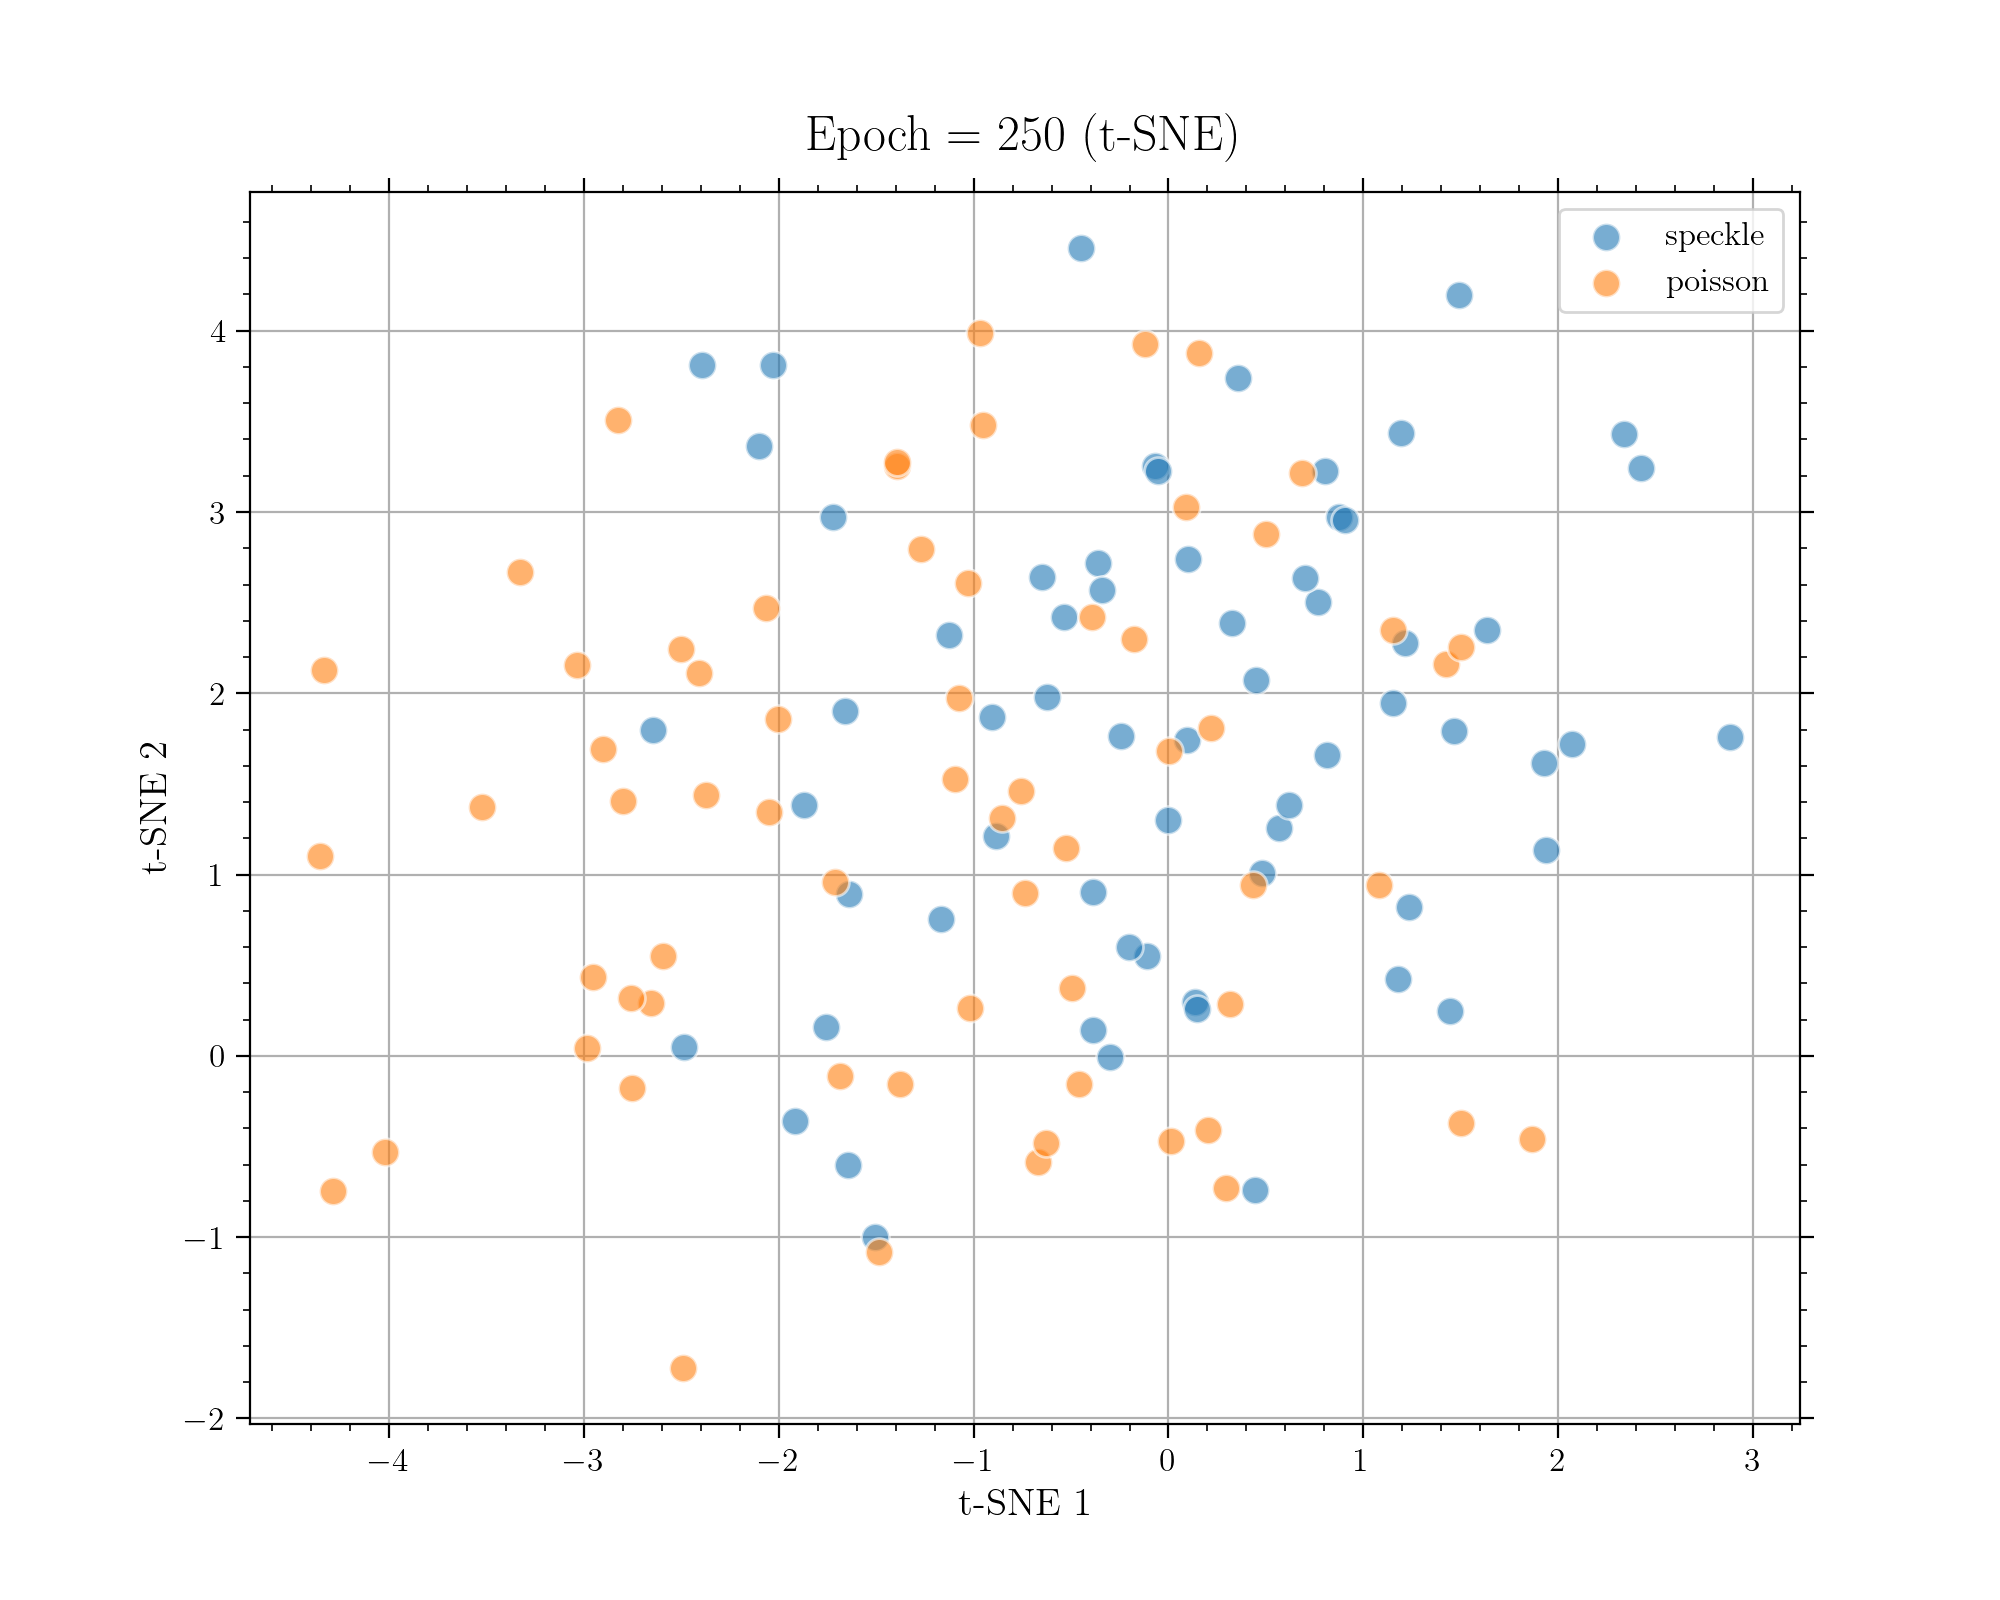 Epoch = 250 (t-SNE)
speckle
poisson
4
3
2
1
0
−1
−2
t-SNE 2
−4 −3 −2 −1 0 1 2 3
t-SNE 1